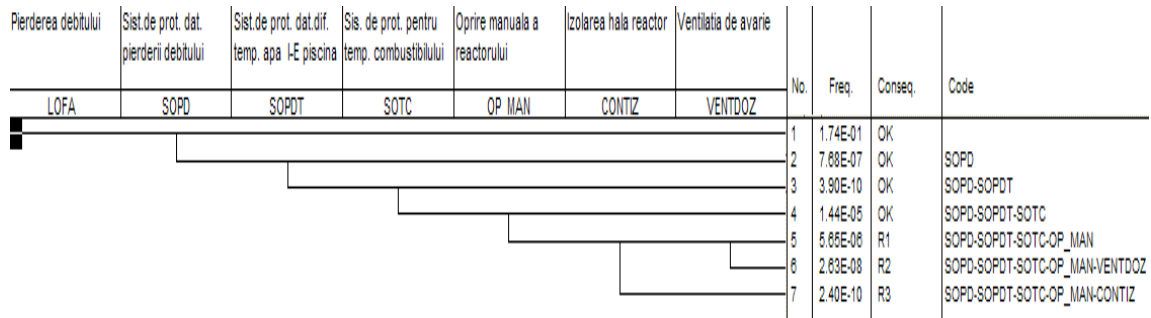 Pierderea debitului Sist.de prot. dat. Sist.de prot. dat.dif. Sis. de prot. pentru Oprire manuala a Izolarea hala reactor Ventilatia de avarie
pierderii debitului temp. apa I-E piscina temp. combustibilului reactorului
No. Freq. Conseq. Code
LOFA SOPD SOPDT SOTC OP_MAN CONTIZ VENTDOZ
1 1.74E-01 OK
2 7.68E-07 OK SOPD
3 3.90E-10 OK SOPD-SOPDT
4 1.44E-05 OK SOPD-SOPDT-SOTC
5 5.65E-06 R1 SOPD-SOPDT-SOTC-OP_MAN
6 2.63E-08 R2 SOPD-SOPDT-SOTC-OP_MAN-VENTDOZ
7 2.40E-10 R3 SOPD-SOPDT-SOTC-OP_MAN-CONTIZ